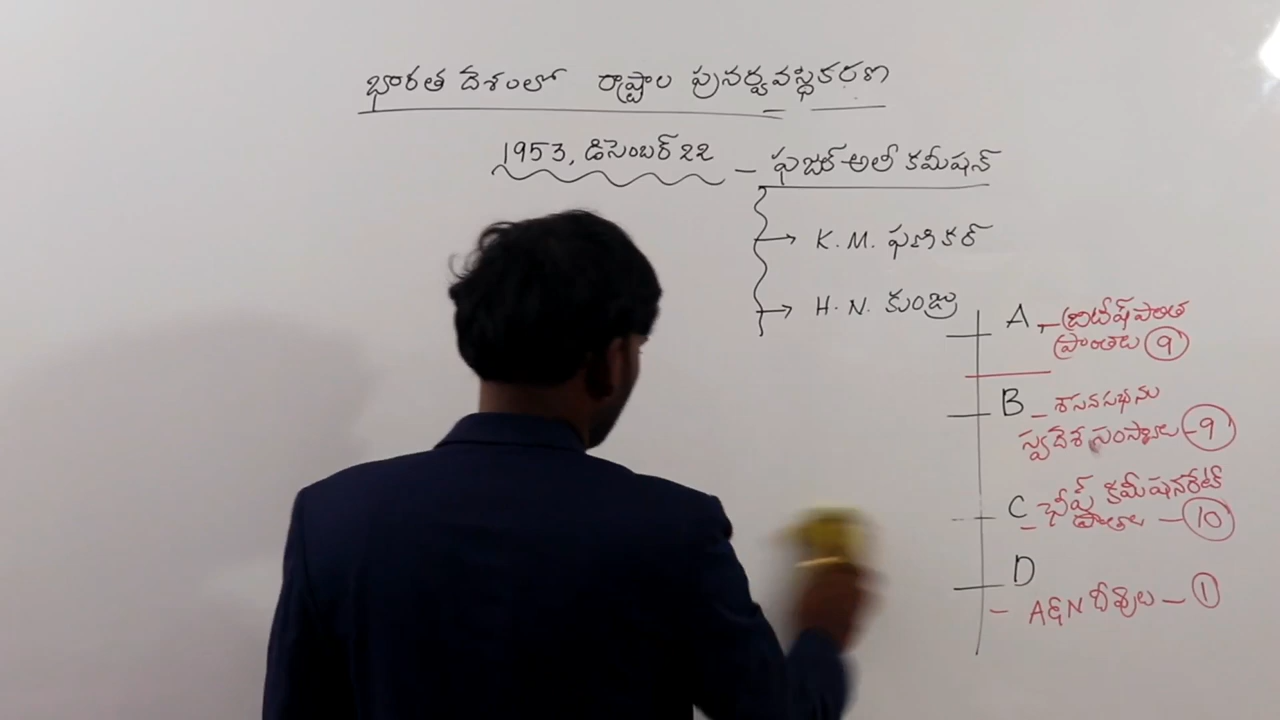 భారత దేశంలో రాష్ట్రాల పునర్వ్యవస్థికరణ
1953, డిసెంబర్ 22 – ఫజల్ అలీ కమీషన్
K. M. ఫణికర్
H. N. కుంజ్రు
A – బ్రిటీష్ పాలిత
ప్రాంతాలు 9
B – శాసనసభను
స్వదేశ సంస్థాలు – 9
C – ఛీఫ్ కమీషనరేట్
ప్రాంతాలు – 10
D
– A&N దీవులు – 1